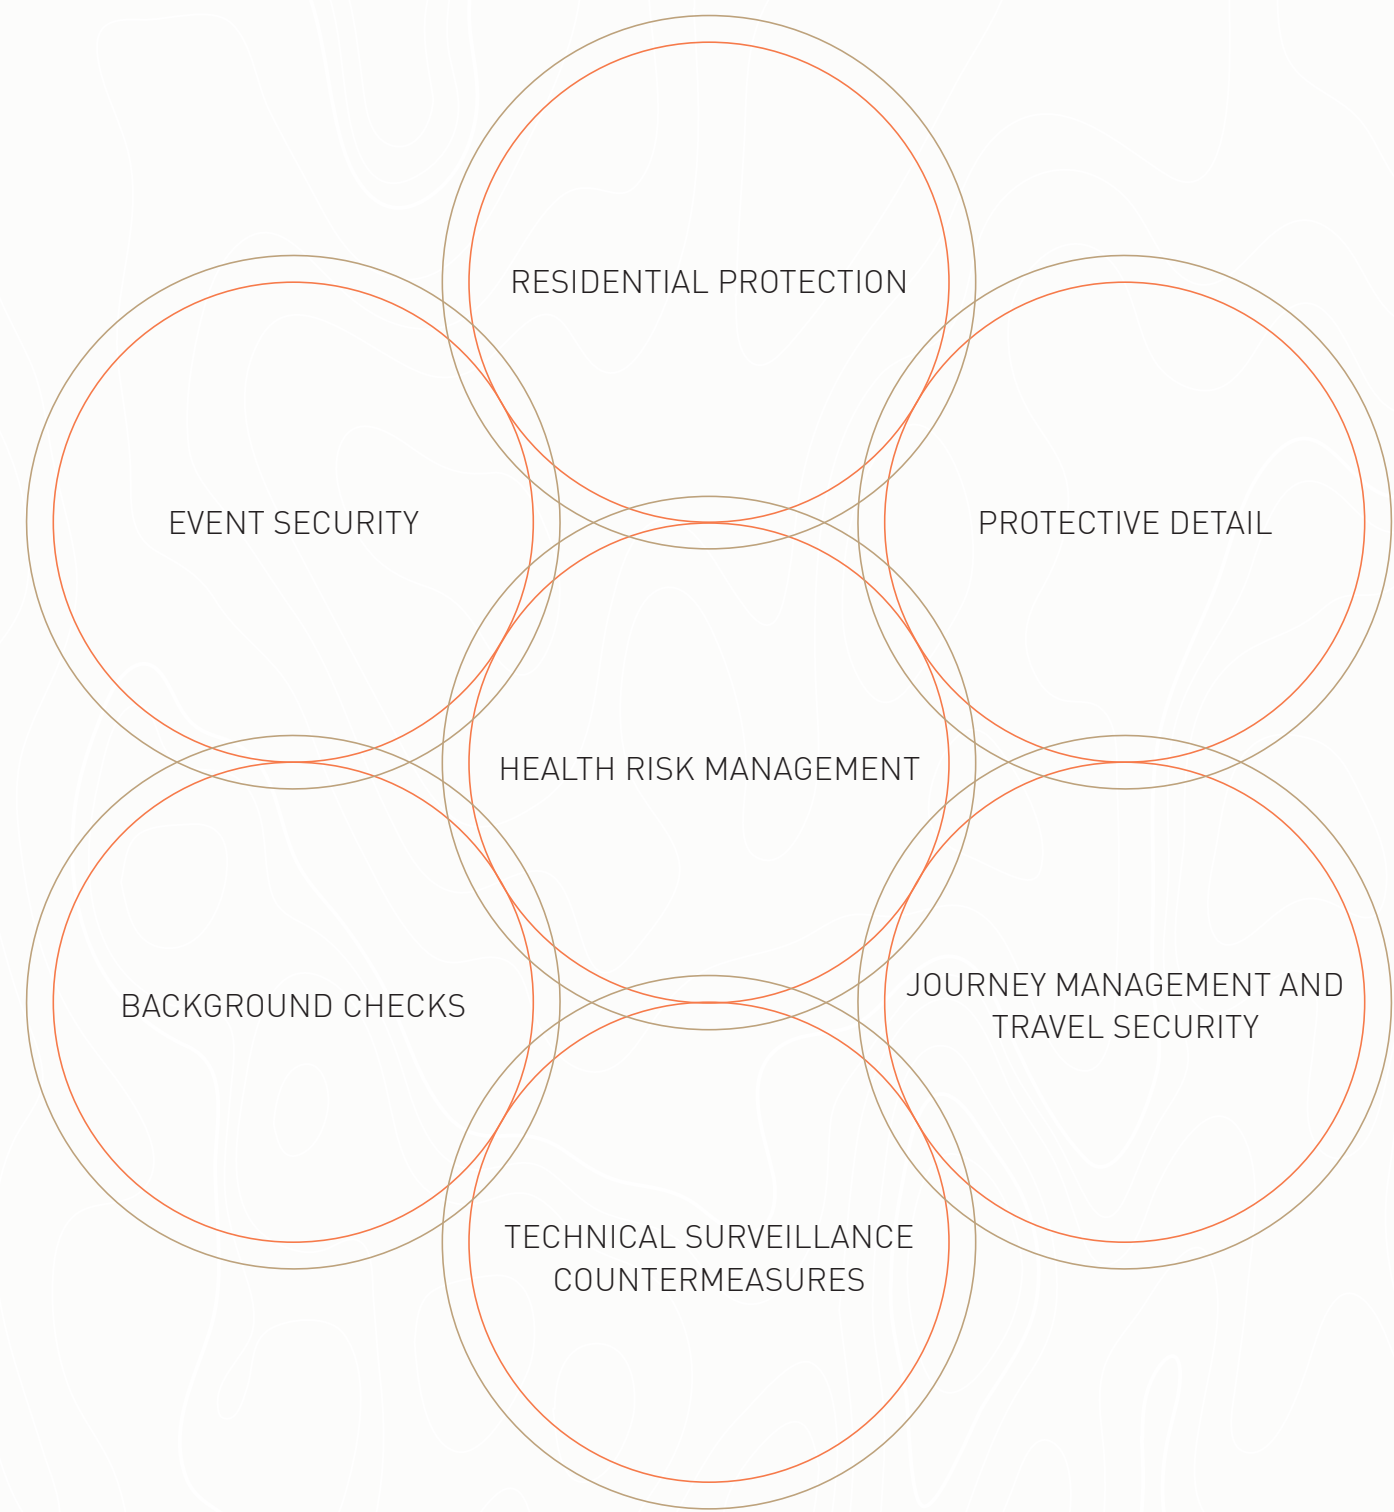 RESIDENTIAL PROTECTION
EVENT SECURITY
PROTECTIVE DETAIL
HEALTH RISK MANAGEMENT
BACKGROUND CHECKS
JOURNEY MANAGEMENT AND
TRAVEL SECURITY
TECHNICAL SURVEILLANCE
COUNTERMEASURES